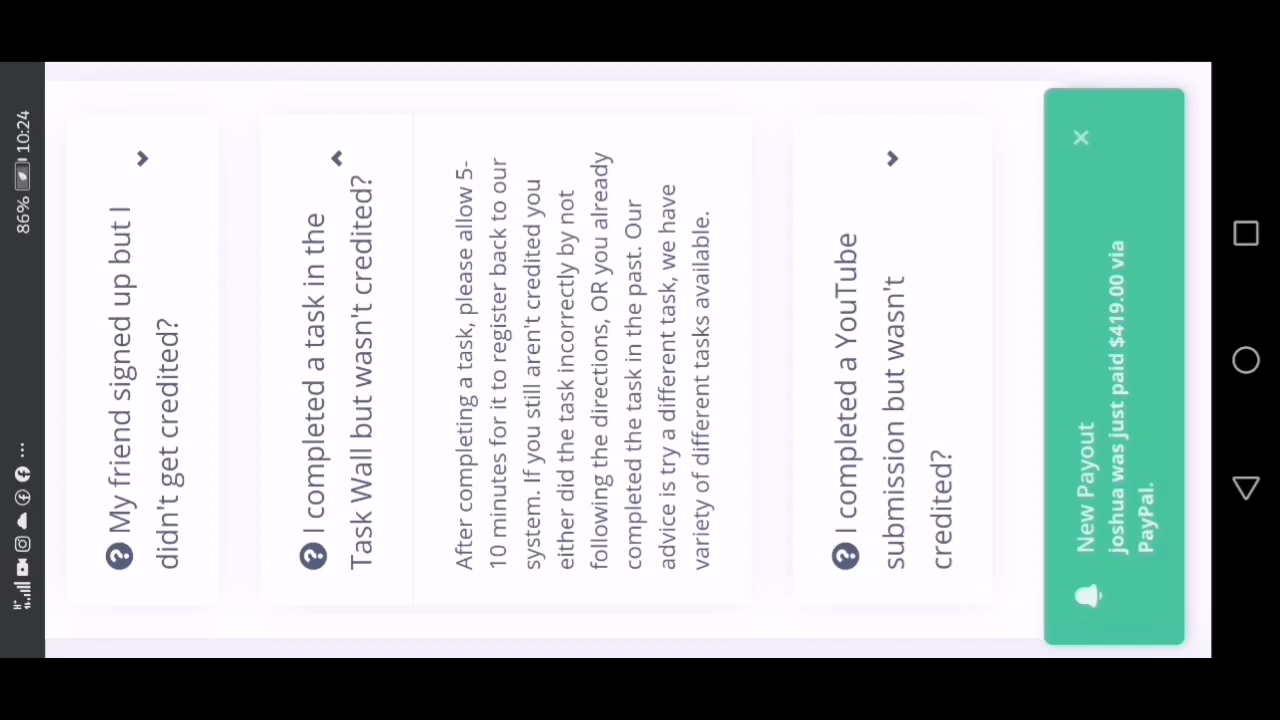 86% 10:24
My friend signed up but I
didn't get credited?
I completed a task in the
Task Wall but wasn't credited?
After completing a task, please allow 5-
10 minutes for it to register back to our
system. If you still aren't credited you
either did the task incorrectly by not
following the directions, OR you already
completed the task in the past. Our
advice is try a different task, we have
variety of different tasks available.
I completed a YouTube
submission but wasn't
credited?
New Payout
joshua was just paid $419.00 via
PayPal.